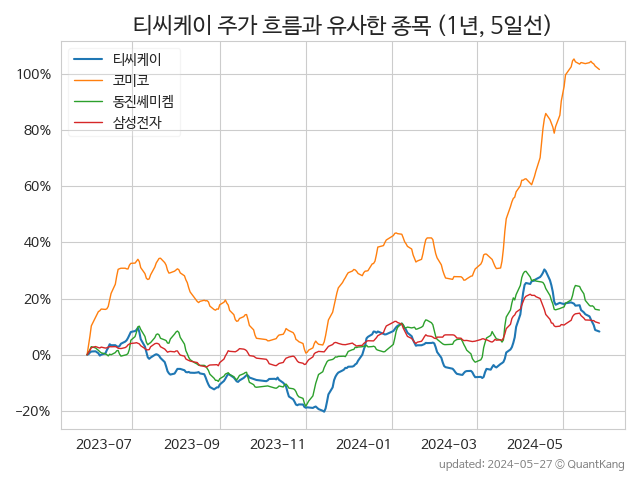 티씨케이 주가 흐름과 유사한 종목 (1년, 5일선)
티씨케이
코미코
동진쎄미켐
삼성전자
100%
80%
60%
40%
20%
0%
−20%
2023-07
2023-09
2023-11
2024-01
2024-03
2024-05
updated: 2024-05-27 © QuantKang